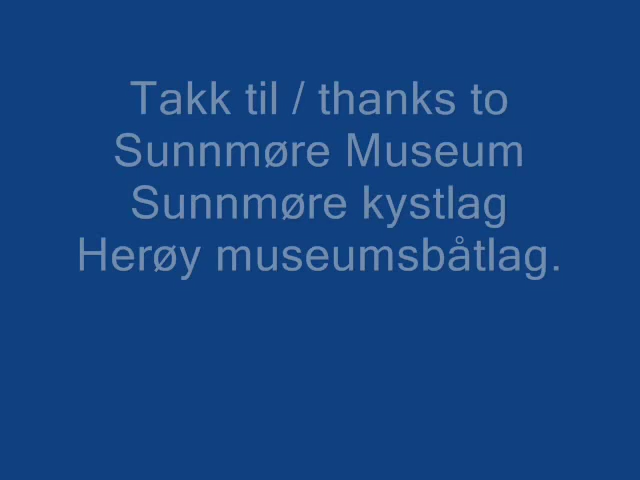 Takk til / thanks to
Sunnmøre Museum
Sunnmøre kystlag
Herøy museumsbåtlag.